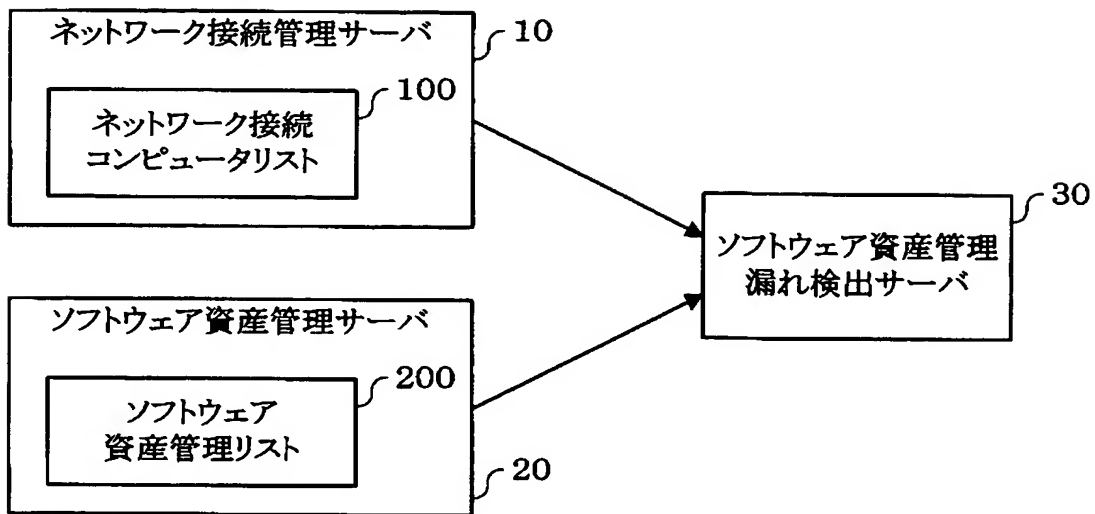 ネットワーク接続管理サーバ
10
100
ネットワーク接続
コンピュータリスト
30
ソフトウェア資産管理
漏れ検出サーバ
ソフトウェア資産管理サーバ
200
ソフトウェア
資産管理リスト
20